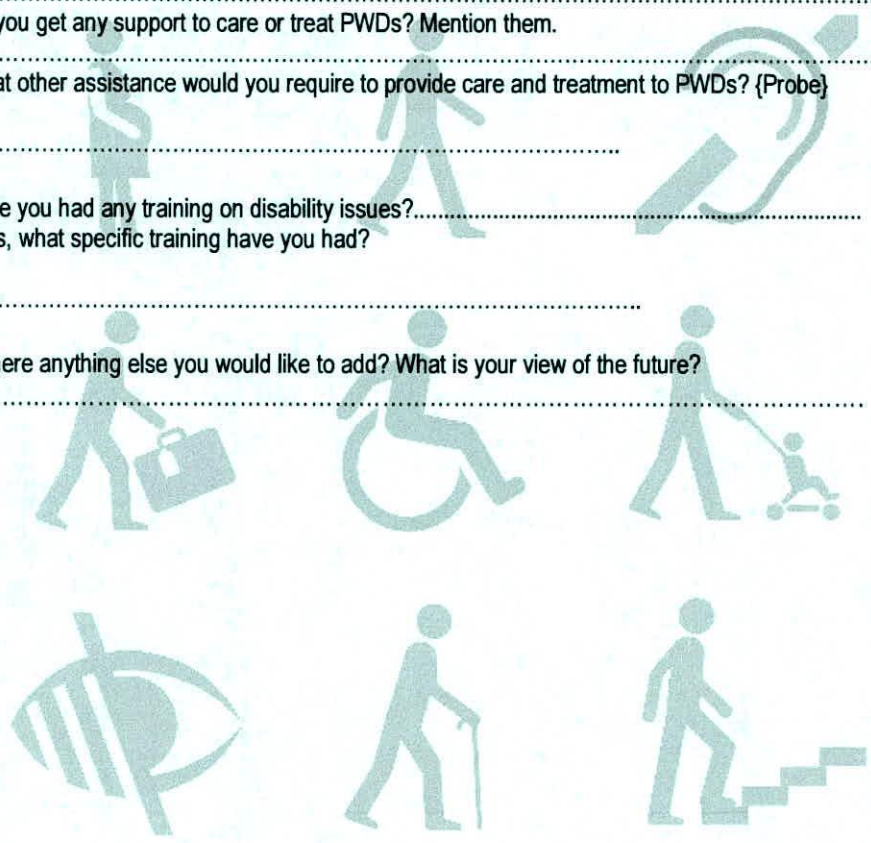 you get any support to care or treat PWDs? Mention them.
at other assistance would you require to provide care and treatment to PWDs? {Probe}
e you had any training on disability issues?
s, what specific training have you had?
ere anything else you would like to add? What is your view of the future?